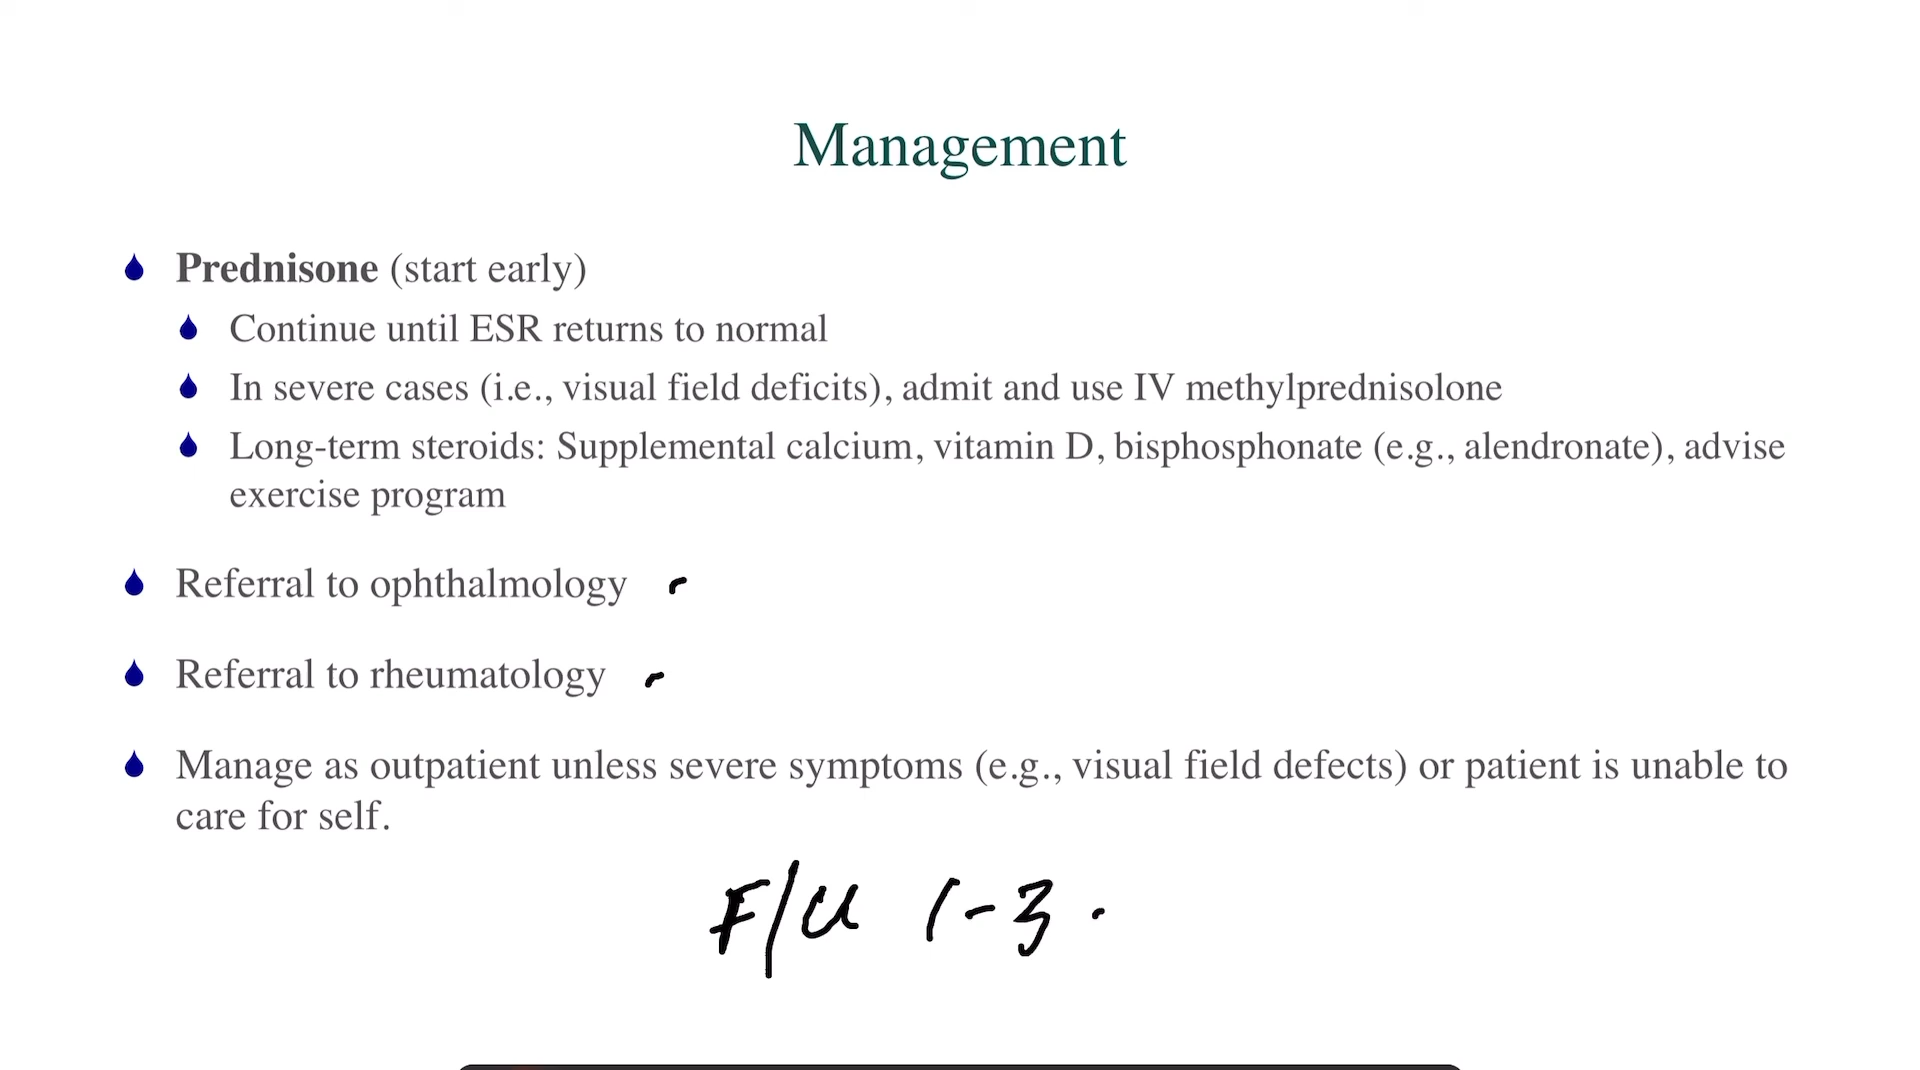 Management
Prednisone (start early)
Continue until ESR returns to normal
In severe cases (i.e., visual field deficits), admit and use IV methylprednisolone
Long-term steroids: Supplemental calcium, vitamin D, bisphosphonate (e.g., alendronate), advise
exercise program
Referral to ophthalmology
Referral to rheumatology
Manage as outpatient unless severe symptoms (e.g., visual field defects) or patient is unable to
care for self.
F/U 1-3